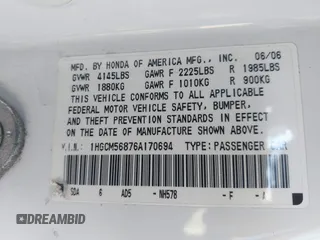 MFD. BY HONDA OF AMERICA MFG., INC. 06/06
GVWR 4145LBS GAWR F 2225LBS R 1985LBS
GVWR 1880KG GAWR F 1010KG R 900KG
THIS VEHICLE CONFORMS TO ALL APPLICABLE
FEDERAL MOTOR VEHICLE SAFETY, BUMPER,
AND THEFT PREVENTION STANDARDS IN EFFECT
ON THE DATE OF MANUFACTURE SHOWN ABOVE.
V.I.N.: 1HGCM56876A170694 TYPE: PASSENGER CAR
SDA 6 AD5 -NH578 -F -A
©DREAMBID